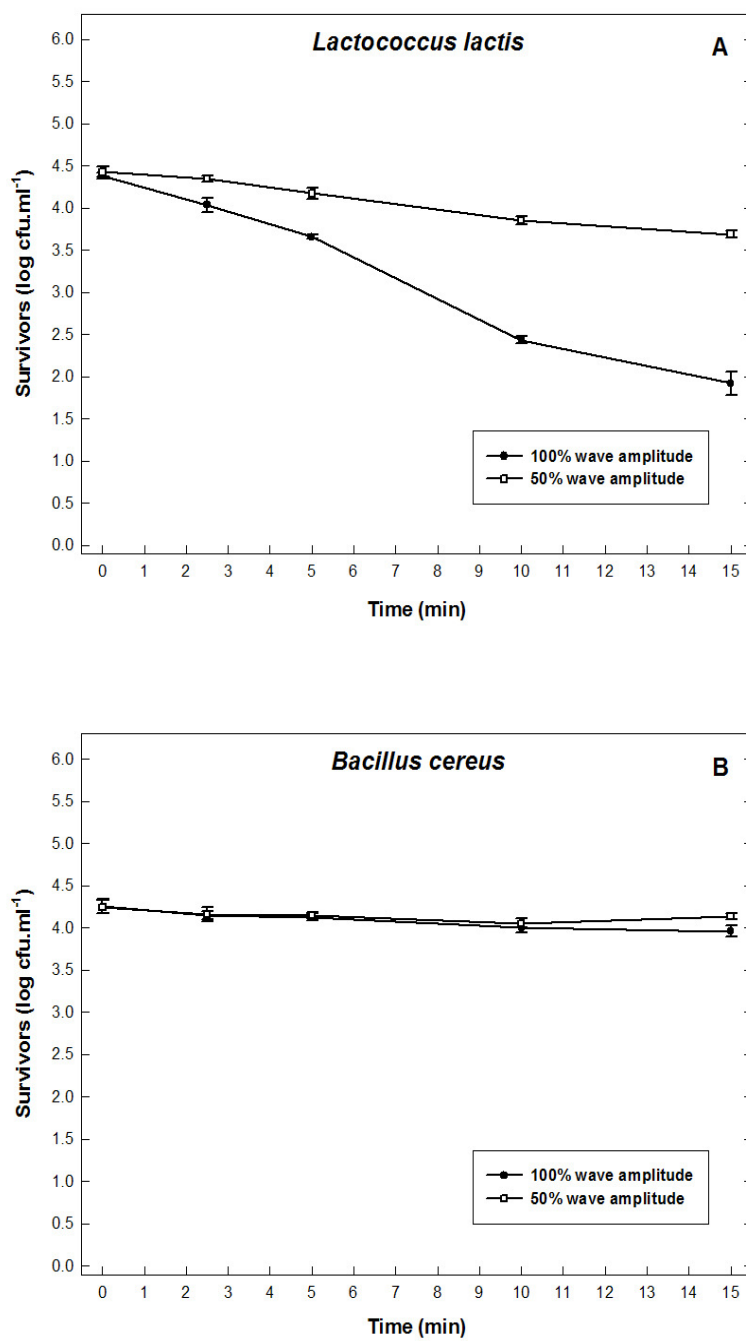 Lactococcus lactis
A
6.0
5.5
5.0
4.5
4.0
3.5
3.0
2.5
2.0
1.5
1.0
0.5
0.0
Survivors (log cfu.ml⁻¹)
100% wave amplitude
50% wave amplitude
0 1 2 3 4 5 6 7 8 9 10 11 12 13 14 15
Time (min)
Bacillus cereus
B
6.0
5.5
5.0
4.5
4.0
3.5
3.0
2.5
2.0
1.5
1.0
0.5
0.0
Survivors (log cfu.ml⁻¹)
100% wave amplitude
50% wave amplitude
0 1 2 3 4 5 6 7 8 9 10 11 12 13 14 15
Time (min)